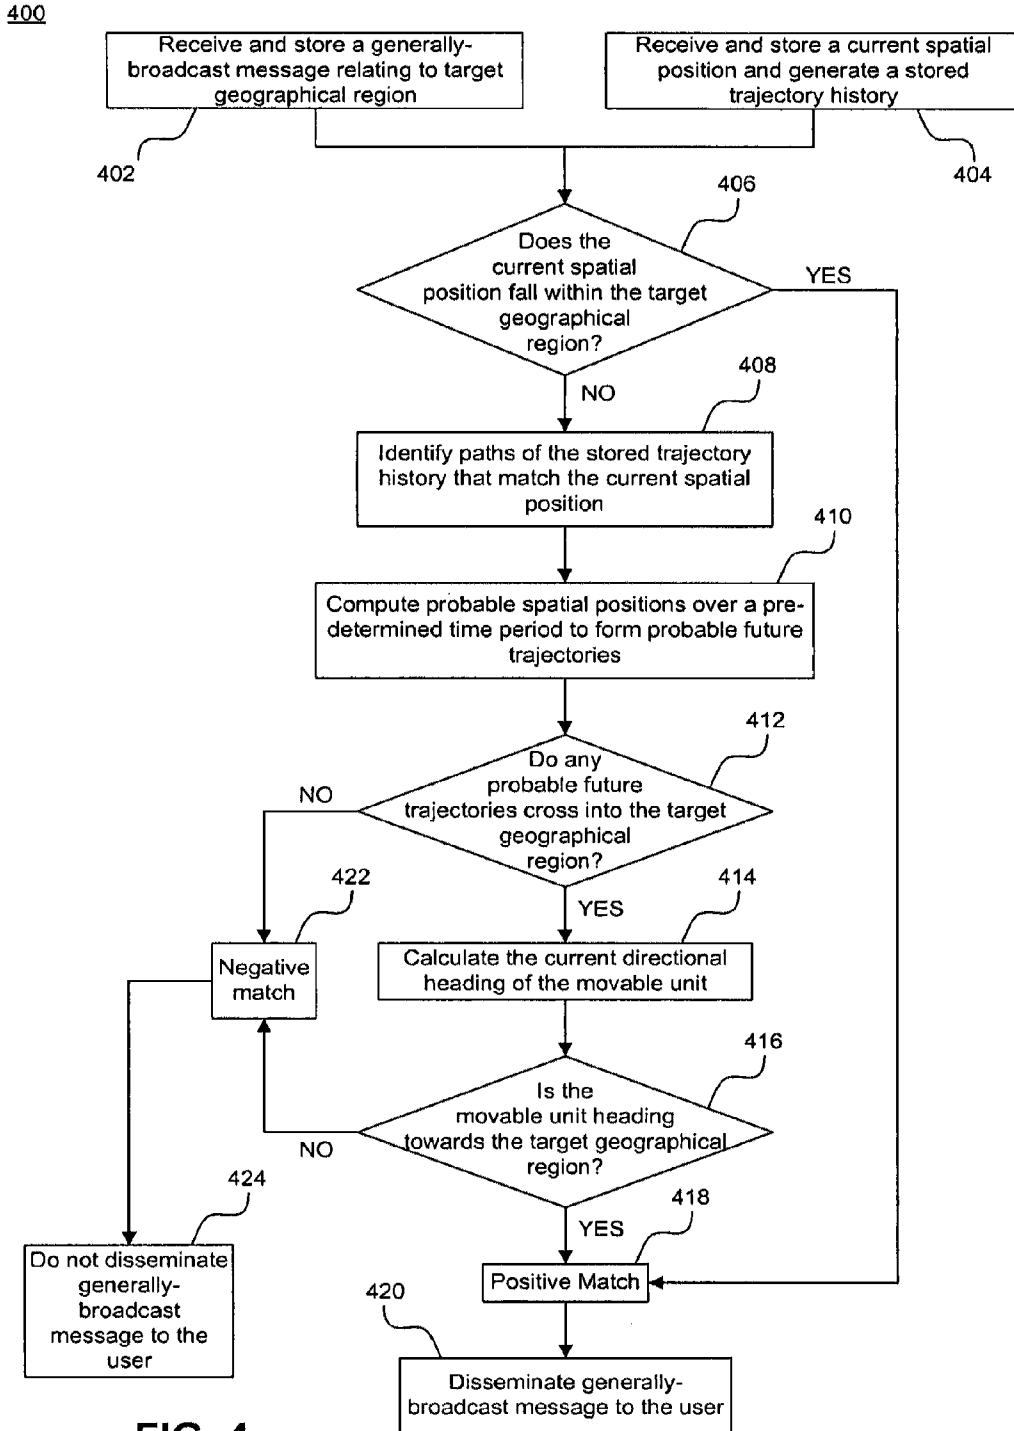 400
Receive and store a generally-
broadcast message relating to target
geographical region
Receive and store a current spatial
position and generate a stored
trajectory history
402
404
406
Does the
current spatial
position fall within the target
geographical
region?
YES
NO
408
Identify paths of the stored trajectory
history that match the current spatial
position
410
Compute probable spatial positions over a pre-
determined time period to form probable future
trajectories
412
Do any
probable future
trajectories cross into the target
geographical
region?
NO
YES
422
414
Negative
match
Calculate the current directional
heading of the movable unit
416
Is the
movable unit heading
towards the target geographical
region?
NO
YES
424
418
Do not disseminate
generally-
broadcast
message to the
user
Positive Match
420
Disseminate generally-
broadcast message to the user
FIG. 4